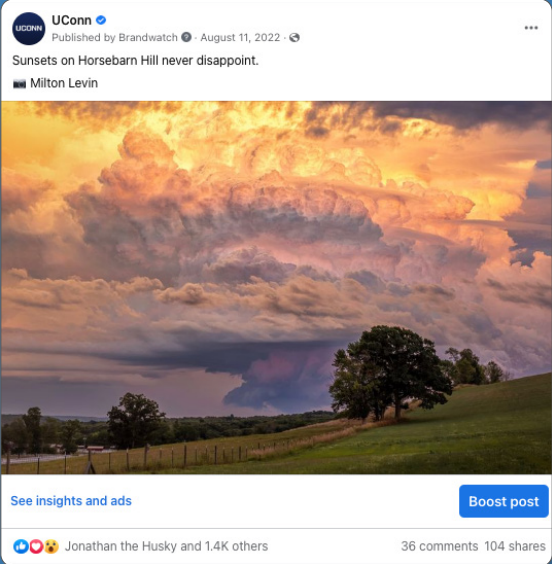 UCONN
UConn
Published by Brandwatch ? · August 11, 2022 ·
Sunsets on Horsebarn Hill never disappoint.
📷 Milton Levin
See insights and ads
Boost post
Jonathan the Husky and 1.4K others
36 comments 104 shares